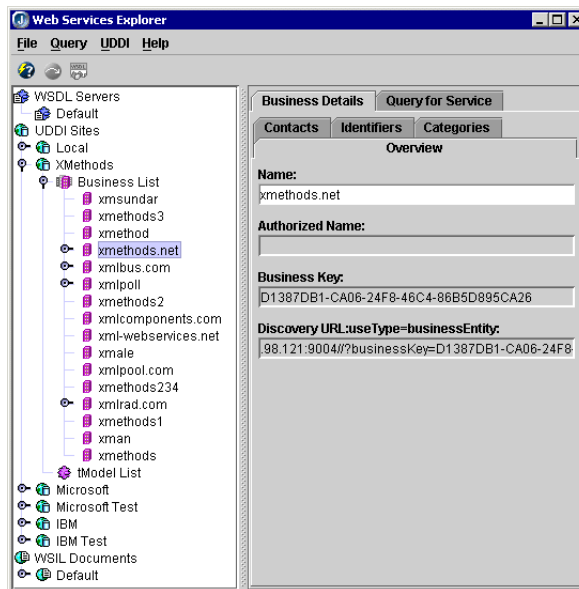 Web Services Explorer
File Query UDDI Help
WSDL Servers
Default
UDDI Sites
Local
XMethods
Business List
xmsundar
xmethods3
xmethod
xmethods.net
xmlbus.com
xmlpoll
xmethods2
xmlcomponents.com
xml-webservices.net
xmale
xmlpool.com
xmethods234
xmlrad.com
xmethods1
xman
xmethods
tModel List
Microsoft
Microsoft Test
IBM
IBM Test
WSIL Documents
Default
Business Details Query for Service
Contacts Identifiers Categories
Overview
Name:
xmethods.net
Authorized Name:
Business Key:
D1387DB1-CA06-24F8-46C4-86B5D895CA26
Discovery URL:useType=businessEntity:
.98.121:9004//?businessKey=D1387DB1-CA06-24F8-